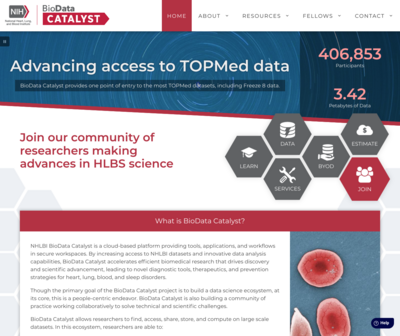 NIH
National Heart, Lung,
and Blood Institute
BioData
CATALYST
HOME
ABOUT
RESOURCES
FELLOWS
CONTACT
Advancing access to TOPMed data
BioData Catalyst provides one point of entry to the most TOPMed datasets, including Freeze 8 data.
406,853
Participants
3.42
Petabytes of Data
Join our community of
researchers making
advances in HLBS science
DATA
ESTIMATE
LEARN
BYOD
SERVICES
JOIN
What is BioData Catalyst?
NHLBI BioData Catalyst is a cloud-based platform providing tools, applications, and workflows
in secure workspaces. By increasing access to NHLBI datasets and innovative data analysis
capabilities, BioData Catalyst accelerates efficient biomedical research that drives discovery
and scientific advancement, leading to novel diagnostic tools, therapeutics, and prevention
strategies for heart, lung, blood, and sleep disorders.
Though the primary goal of the BioData Catalyst project is to build a data science ecosystem, at
its core, this is a people-centric endeavor. BioData Catalyst is also building a community of
practice working collaboratively to solve technical and scientific challenges.
BioData Catalyst allows researchers to find, access, share, store, and compute on large scale
datasets. In this ecosystem, researchers are able to:
Help